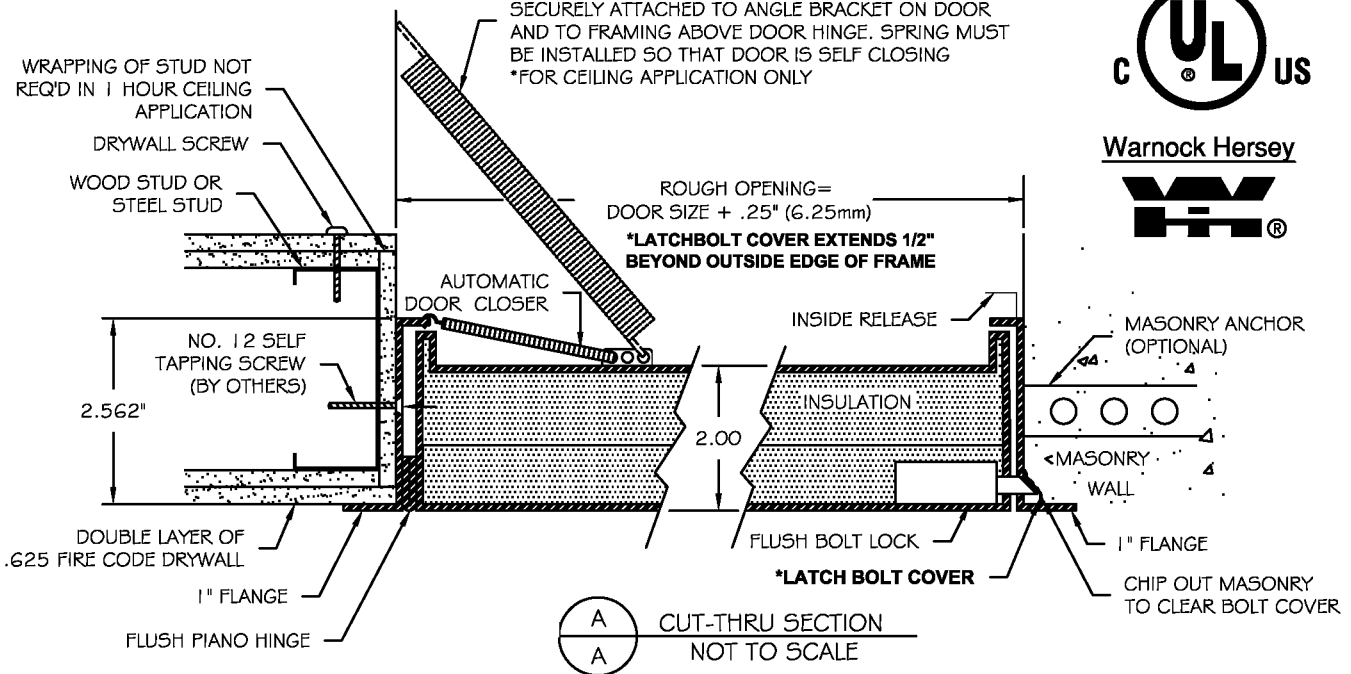 SECURELY ATTACHED TO ANGLE BRACKET ON DOOR
AND TO FRAMING ABOVE DOOR HINGE. SPRING MUST
BE INSTALLED SO THAT DOOR IS SELF CLOSING
*FOR CEILING APPLICATION ONLY
C UL ® US
Warnock Hersey
WH ®
WRAPPING OF STUD NOT
REQ'D IN 1 HOUR CEILING
APPLICATION
DRYWALL SCREW
WOOD STUD OR
STEEL STUD
ROUGH OPENING=
DOOR SIZE + .25" (6.25mm)
*LATCHBOLT COVER EXTENDS 1/2"
BEYOND OUTSIDE EDGE OF FRAME
AUTOMATIC
DOOR CLOSER
INSIDE RELEASE
MASONRY ANCHOR
(OPTIONAL)
NO. 12 SELF
TAPPING SCREW
(BY OTHERS)
2.562"
INSULATION
2.00
<MASONRY
WALL
DOUBLE LAYER OF
.625 FIRE CODE DRYWALL
1" FLANGE
FLUSH PIANO HINGE
FLUSH BOLT LOCK
*LATCH BOLT COVER
1" FLANGE
CHIP OUT MASONRY
TO CLEAR BOLT COVER
A
A
CUT-THRU SECTION
NOT TO SCALE